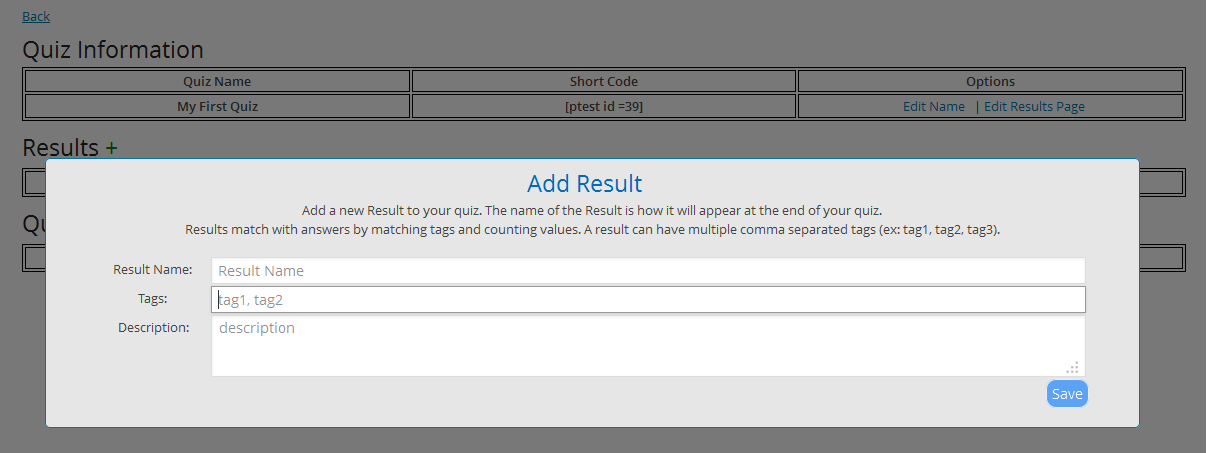 Back
Quiz Information
Quiz Name Short Code Options
My First Quiz [ptest id =39] Edit Name | Edit Results Page
Results +
Add Result
Add a new Result to your quiz. The name of the Result is how it will appear at the end of your quiz.
Results match with answers by matching tags and counting values. A result can have multiple comma separated tags (ex: tag1, tag2, tag3).
Result Name: Result Name
Tags: tag1, tag2
Description: description
Save